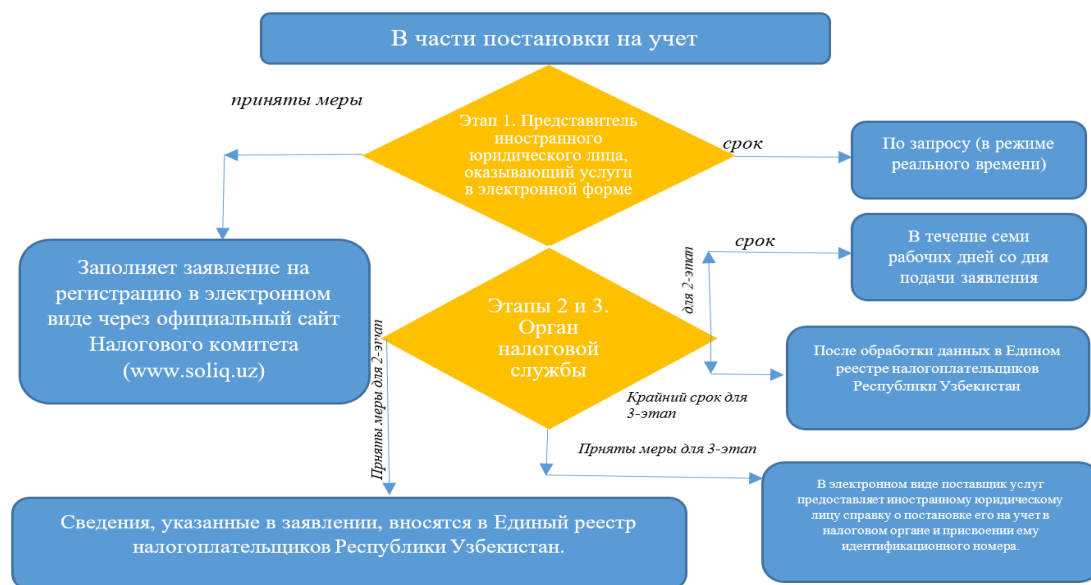 В части постановки на учет
приняты меры
Этап 1. Представитель
иностранного
юридического лица,
оказывающий услуги
в электронной форме
срок
По запросу (в режиме
реального времени)
Заполняет заявление на
регистрацию в электронном
виде через официальный сайт
Налогового комитета
(www.soliq.uz)
Этапы 2 и 3.
Орган
налоговой
службы
для 2-этап
срок
В течение семи
рабочих дней со дня
подачи заявления
После обработки данных в Едином
реестре налогоплательщиков
Республики Узбекистан
Крайний срок для
3-этап
Прняты меры для 2-этап
Прняты меры для 3-этап
В электронном виде поставщик услуг
предоставляет иностранному юридическому
лицу справку о постановке его на учет в
налоговом органе и присвоении ему
идентификационного номера.
Сведения, указанные в заявлении, вносятся в Единый реестр
налогоплательщиков Республики Узбекистан.